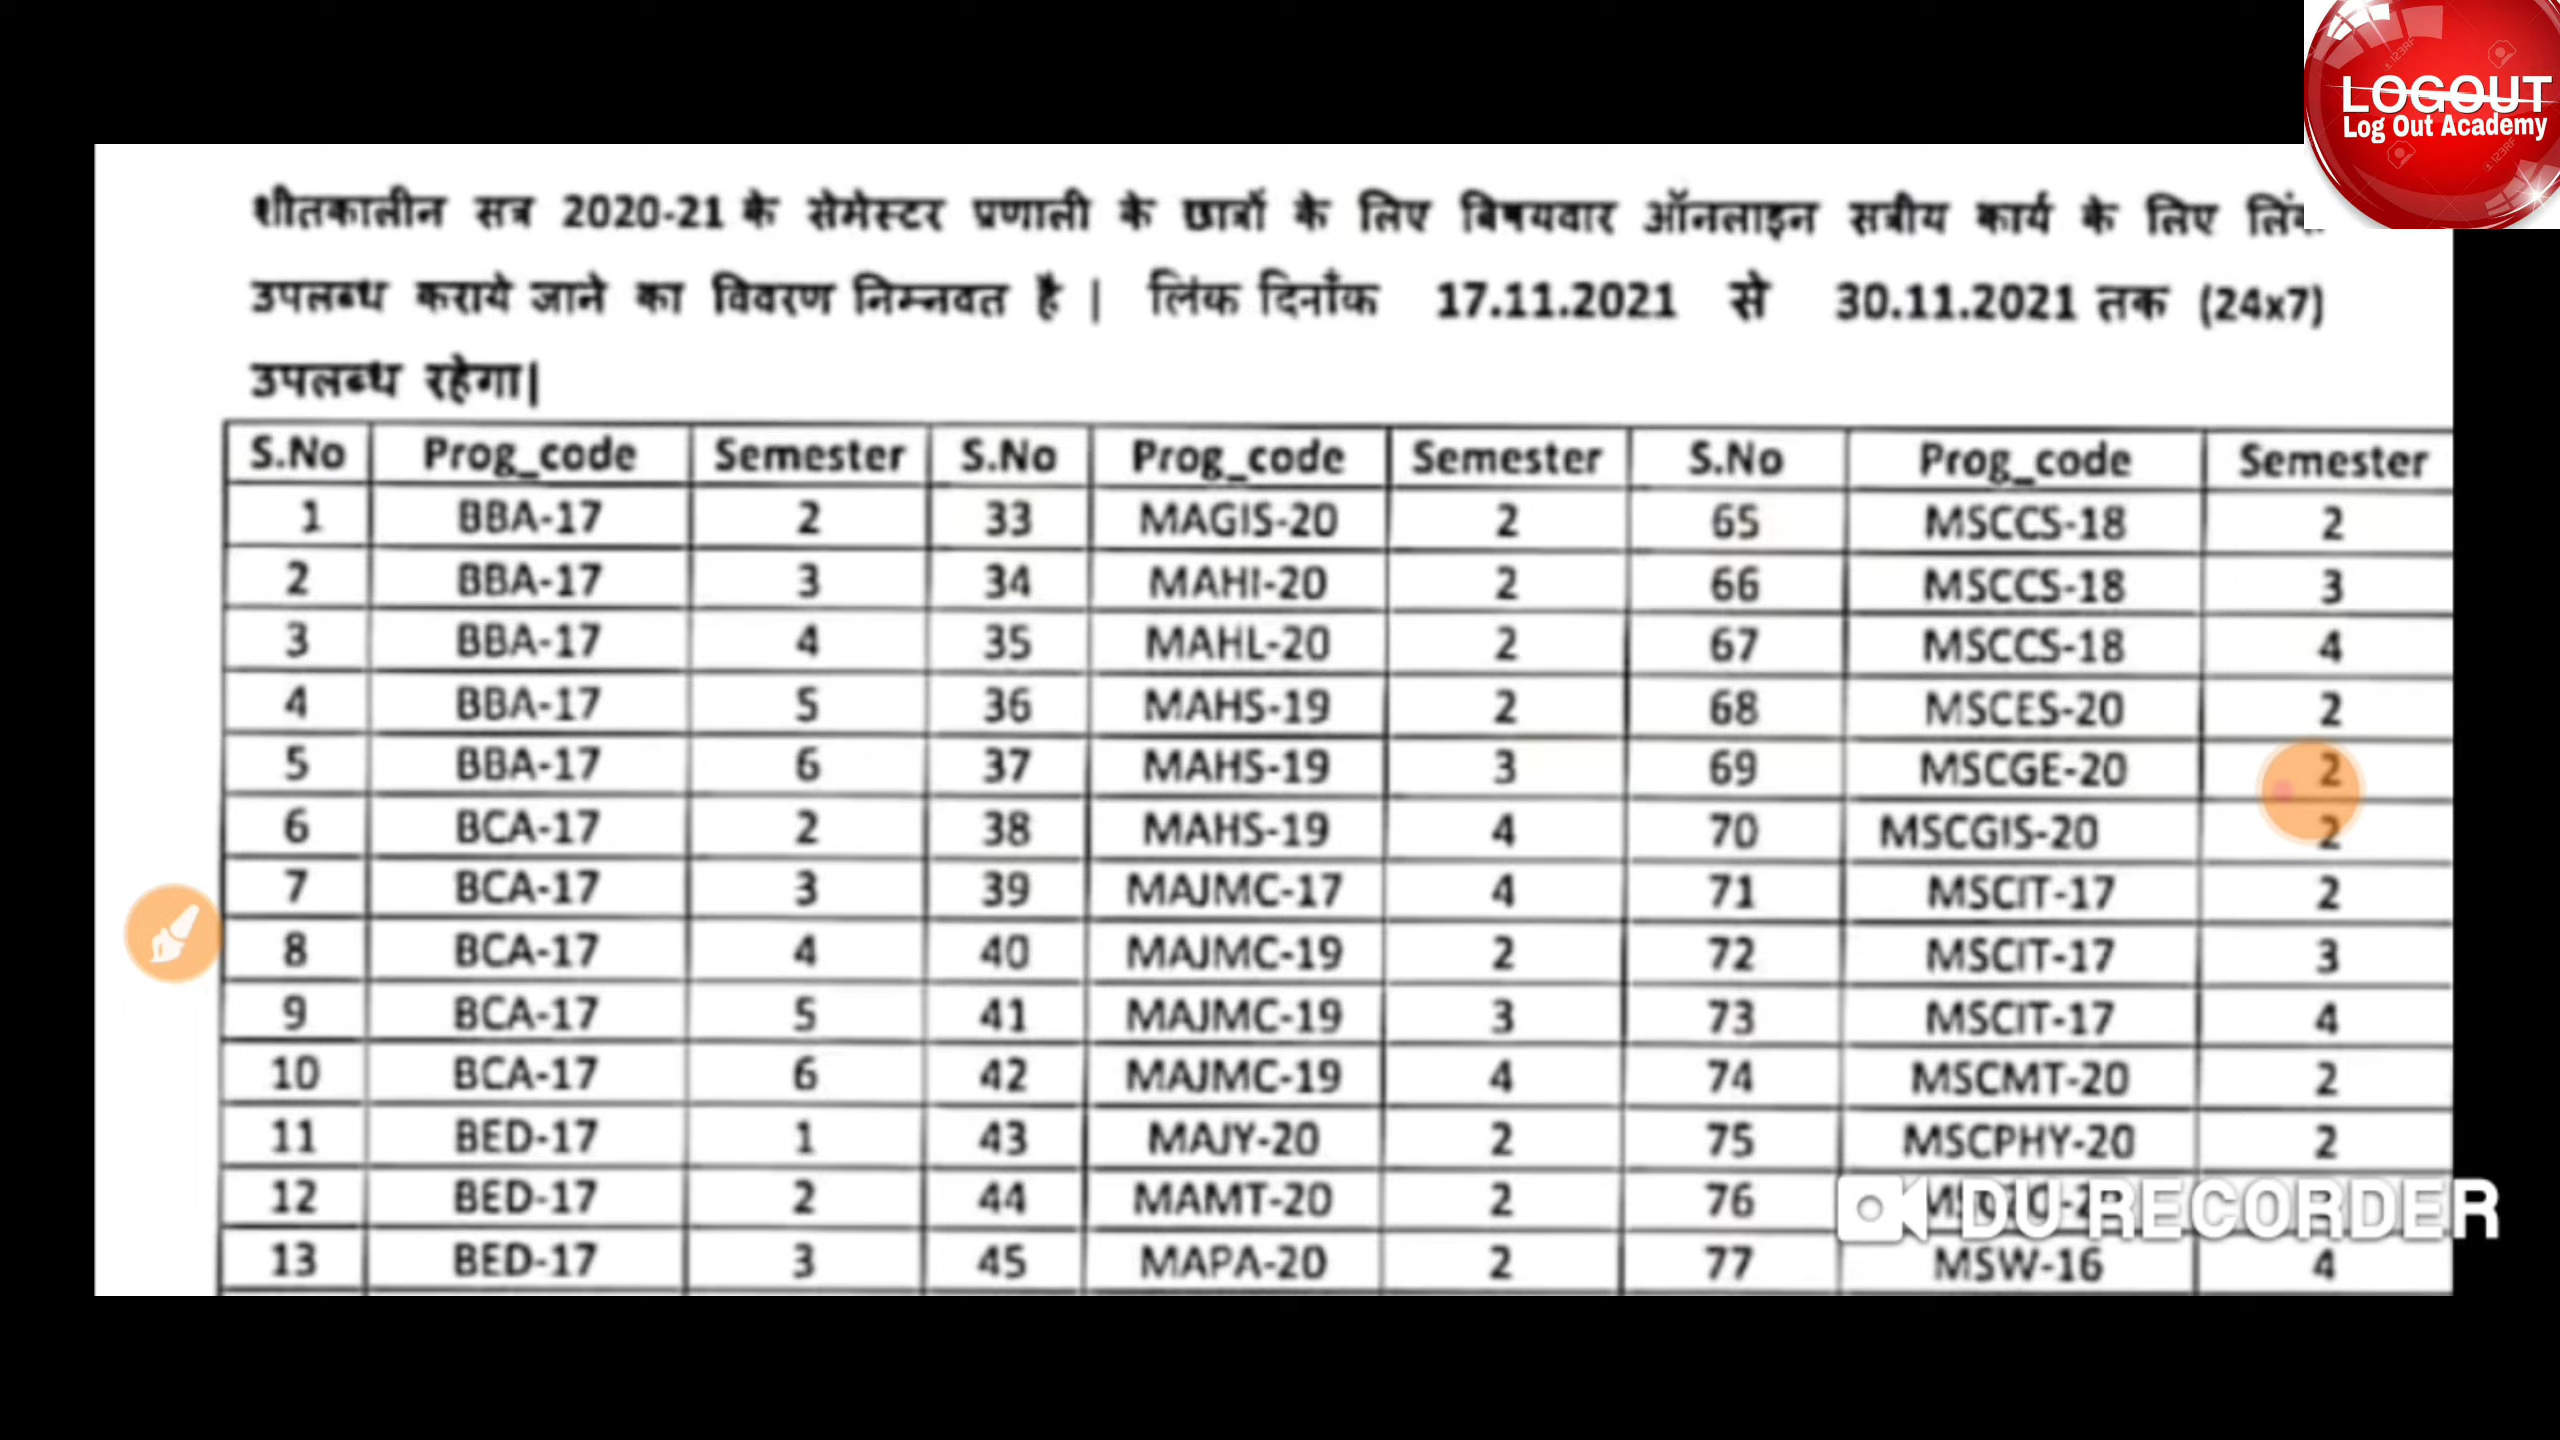 LOGOUT
Log Out Academy
शीतकालीन सत्र 2020-21 के सेमेस्टर प्रणाली के छात्रों के लिए बिषयवार ऑनलाइन सत्रीय कार्य के लिए
उपलब्ध कराये जाने का विवरण निम्नवत है | लिंक दिनाँक 17.11.2021 से 30.11.2021 तक (24x7)
उपलब्ध रहेगा|
S.No Prog_code Semester S.No Prog_code Semester S.No Prog_code Semester
1 BBA-17 2 33 MAGIS-20 2 65 MSCCS-18 2
2 BBA-17 3 34 MAHI-20 2 66 MSCCS-18 3
3 BBA-17 4 35 MAHL-20 2 67 MSCCS-18 4
4 BBA-17 5 36 MAHS-19 2 68 MSCES-20 2
5 BBA-17 6 37 MAHS-19 3 69 MSCGE-20 2
6 BCA-17 2 38 MAHS-19 4 70 MSCGIS-20 2
7 BCA-17 3 39 MAJMC-17 4 71 MSCIT-17 2
8 BCA-17 4 40 MAJMC-19 2 72 MSCIT-17 3
9 BCA-17 5 41 MAJMC-19 3 73 MSCIT-17 4
10 BCA-17 6 42 MAJMC-19 4 74 MSCMT-20 2
11 BED-17 1 43 MAJY-20 2 75 MSCPHY-20 2
12 BED-17 2 44 MAMT-20 2 76
DU RECORDER
13 BED-17 3 45 MAPA-20 2 77 MSW-16 4